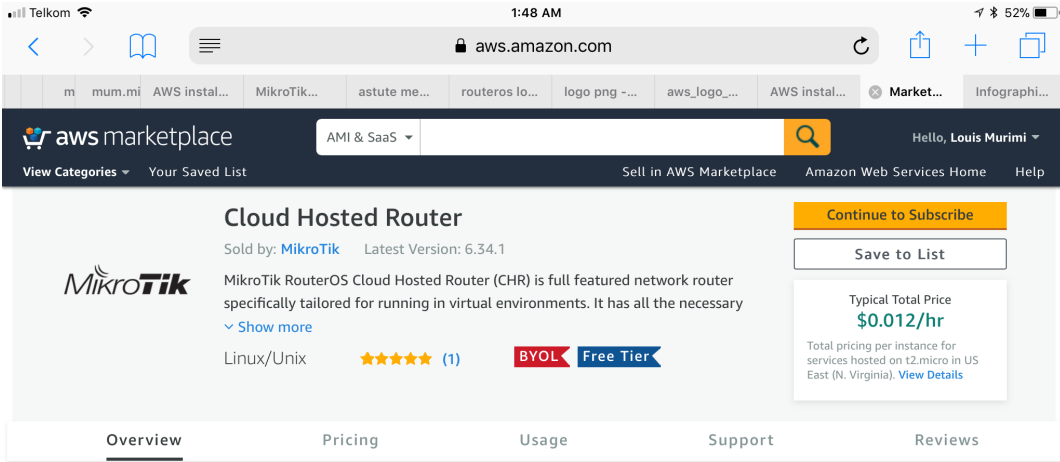 Telkom 1:48 AM 52%
aws.amazon.com
m mum.mi AWS instal... MikroTik... astute me... routeros lo... logo png -... aws_logo_... AWS instal... Market... Infographi...
aws marketplace AMI & SaaS Hello, Louis Murimi
View Categories Your Saved List Sell in AWS Marketplace Amazon Web Services Home Help
Cloud Hosted Router
Sold by: MikroTik Latest Version: 6.34.1
MikroTik
MikroTik RouterOS Cloud Hosted Router (CHR) is full featured network router
specifically tailored for running in virtual environments. It has all the necessary
Show more
Linux/Unix (1) BYOL Free Tier
Continue to Subscribe
Save to List
Typical Total Price
$0.012/hr
Total pricing per instance for
services hosted on t2.micro in US
East (N. Virginia). View Details
Overview Pricing Usage Support Reviews